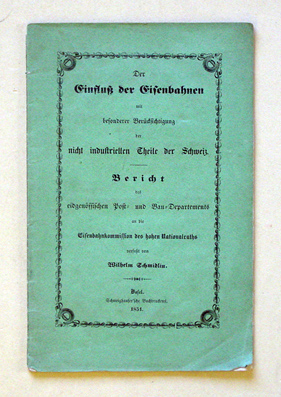 Der
Einfluß der Eisenbahnen
mit
besonderer Berücksichtigung
der
nicht industriellen Theile der Schweiz.
Bericht
des
eidgenössischen Post- und Bau-Departements
an die
Eisenbahnkommission des hohen Nationalraths
verfaßt von
Wilhelm Schmidlin.
Basel.
Schweighauser'sche Buchdruckerei.
1851.